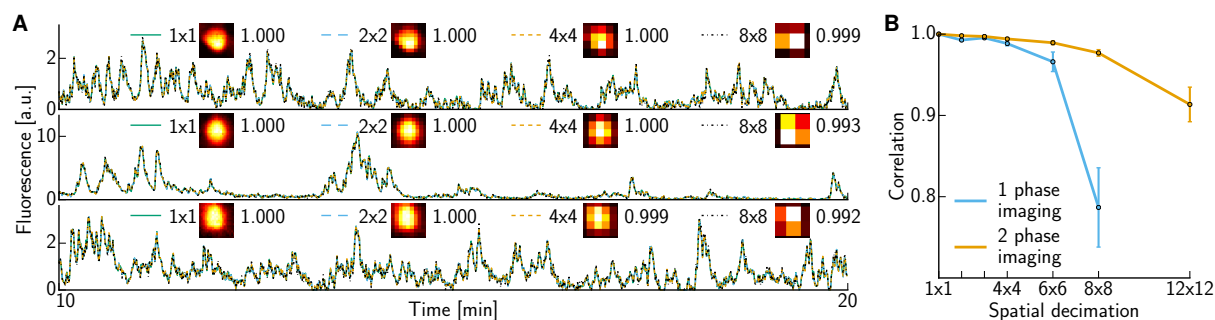 A
1x1 1.000 2x2 1.000 4x4 1.000 8x8 0.999
2
0
1x1 1.000 2x2 1.000 4x4 1.000 8x8 0.993
10
0
1x1 1.000 2x2 1.000 4x4 0.999 8x8 0.992
2
0
Fluorescence [a.u.]
10 20
Time [min]
B
1.0
0.9
0.8
0.7
Correlation
1 phase
imaging
2 phase
imaging
1x1 4x4 6x6 8x8 12x12
Spatial decimation